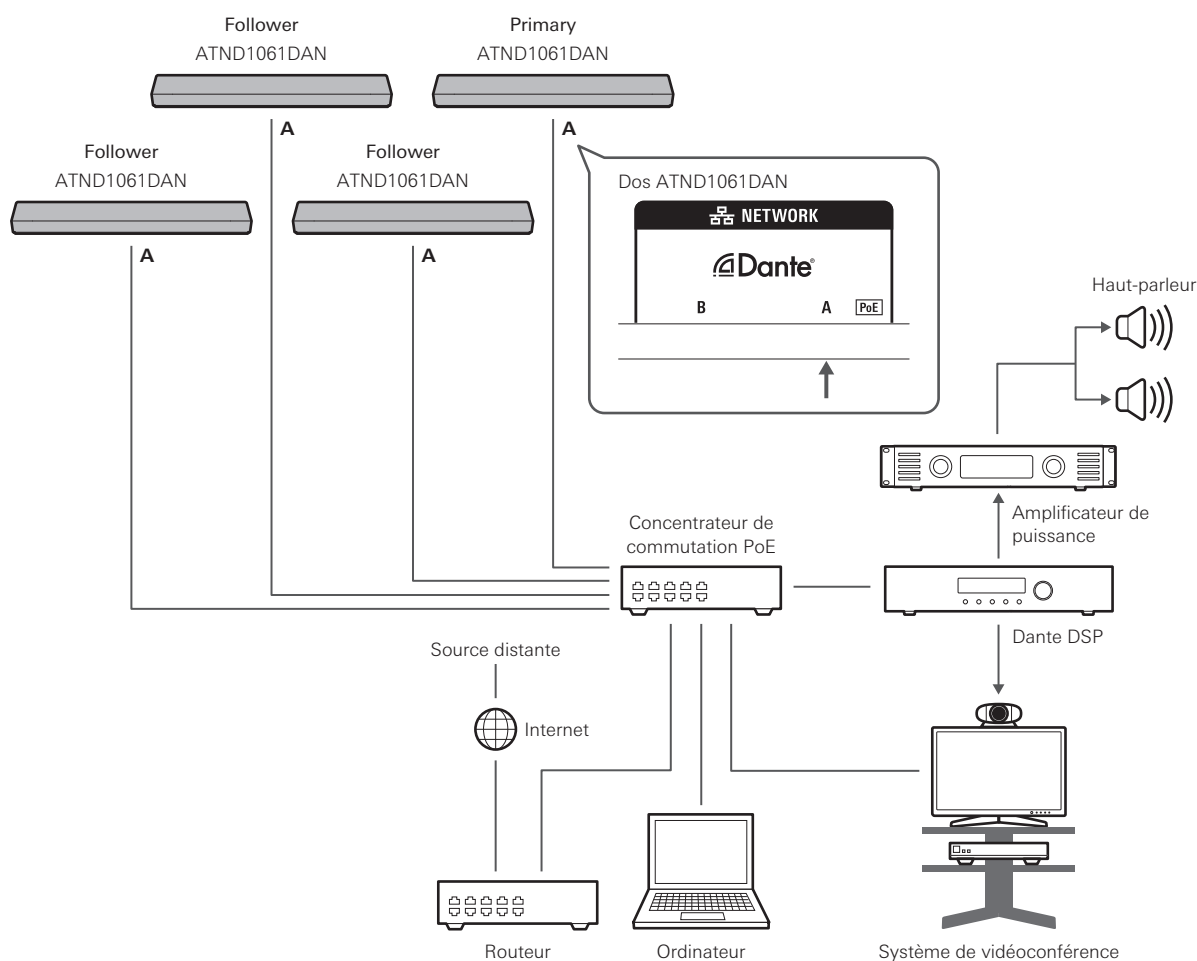 Follower
ATND1061DAN
Primary
ATND1061DAN
A
A
Follower
ATND1061DAN
Follower
ATND1061DAN
A
A
Dos ATND1061DAN
NETWORK
Dante®
B
A
PoE
Haut-parleur
Amplificateur de
puissance
Concentrateur de
commutation PoE
Dante DSP
Source distante
Internet
Routeur
Ordinateur
Système de vidéoconférence